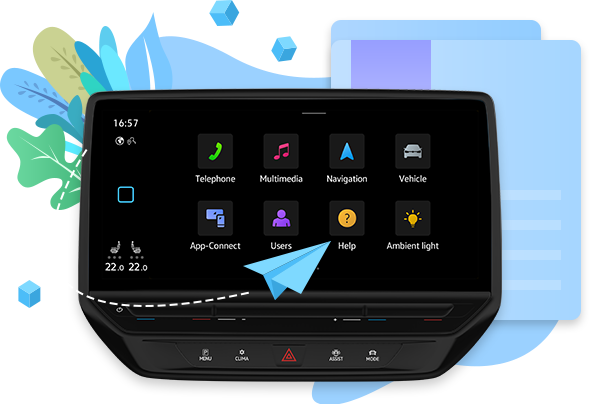 16:57
Telephone Multimedia Navigation Vehicle
App-Connect Users Help Ambient light
?
22.0 22.0
MENU CLIMA ASSIST MODE